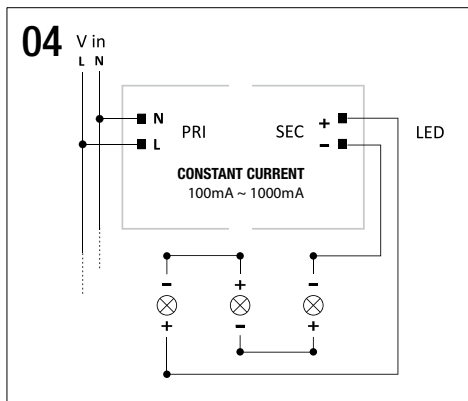 04
V in
L N
N PRI SEC + LED
L -
CONSTANT CURRENT
100mA ~ 1000mA
- + -
+ - +